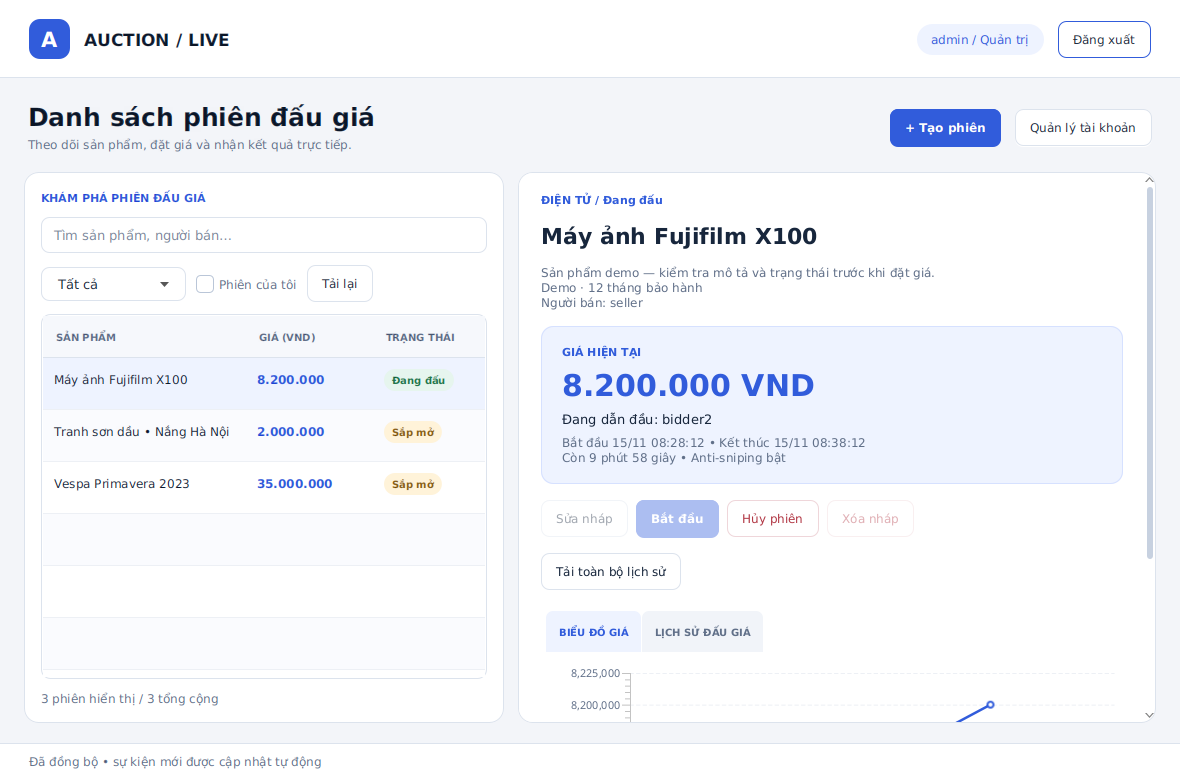 A
AUCTION / LIVE
admin / Quản trị
Đăng xuất
Danh sách phiên đấu giá
Theo dõi sản phẩm, đặt giá và nhận kết quả trực tiếp.
+ Tạo phiên
Quản lý tài khoản
KHÁM PHÁ PHIÊN ĐẤU GIÁ
Tìm sản phẩm, người bán...
Tất cả
Phiên của tôi
Tải lại
SẢN PHẨM GIÁ (VND) TRẠNG THÁI
Máy ảnh Fujifilm X100 8.200.000 Đang đấu
Tranh sơn dầu • Nắng Hà Nội 2.000.000 Sắp mở
Vespa Primavera 2023 35.000.000 Sắp mở
3 phiên hiển thị / 3 tổng cộng
ĐIỆN TỬ / Đang đấu
Máy ảnh Fujifilm X100
Sản phẩm demo — kiểm tra mô tả và trạng thái trước khi đặt giá.
Demo · 12 tháng bảo hành
Người bán: seller
GIÁ HIỆN TẠI
8.200.000 VND
Đang dẫn đầu: bidder2
Bắt đầu 15/11 08:28:12 • Kết thúc 15/11 08:38:12
Còn 9 phút 58 giây • Anti-sniping bật
Sửa nháp
Bắt đầu
Hủy phiên
Xóa nháp
Tải toàn bộ lịch sử
BIỂU ĐỒ GIÁ
LỊCH SỬ ĐẤU GIÁ
8,225,000
8,200,000
Đã đồng bộ • sự kiện mới được cập nhật tự động